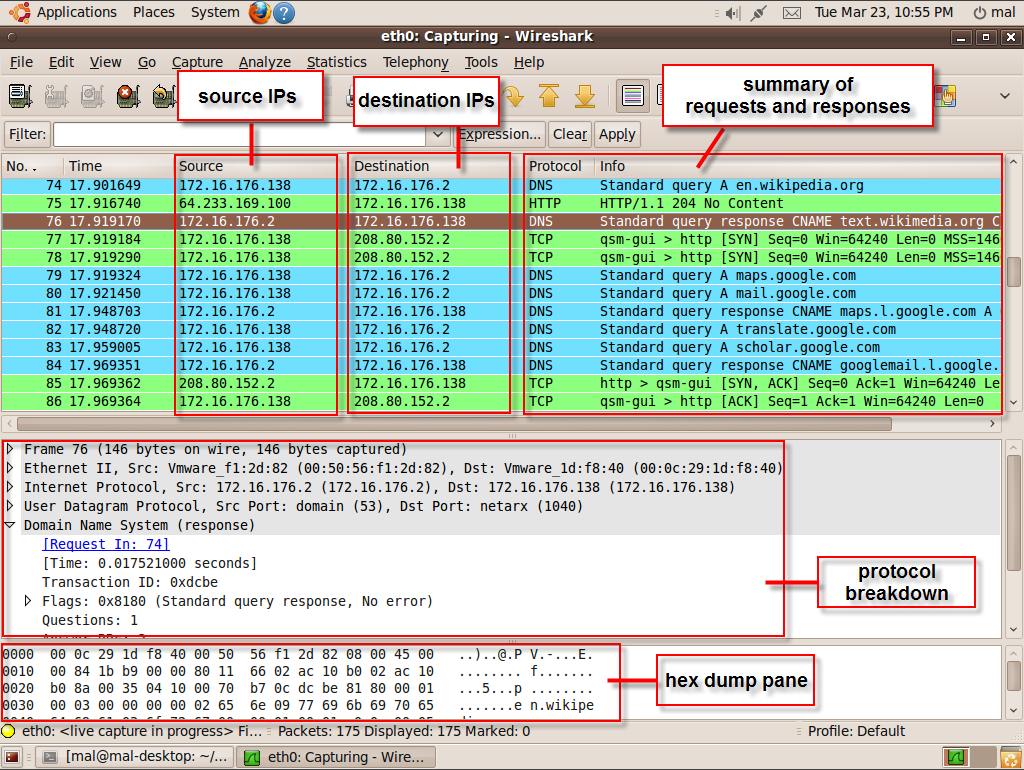 Applications Places System Tue Mar 23, 10:55 PM mal
eth0: Capturing - Wireshark
File Edit View Go Capture Analyze Statistics Telephony Tools Help
source IPs
destination IPs
summary of
requests and responses
Filter: Expression... Clear Apply
No. Time Source Destination Protocol Info
74 17.901649 172.16.176.138 172.16.176.2 DNS Standard query A en.wikipedia.org
75 17.916740 64.233.169.100 172.16.176.138 HTTP HTTP/1.1 204 No Content
76 17.919170 172.16.176.2 172.16.176.138 DNS Standard query response CNAME text.wikimedia.org C
77 17.919184 172.16.176.138 208.80.152.2 TCP qsm-gui > http [SYN] Seq=0 Win=64240 Len=0 MSS=146
78 17.919290 172.16.176.138 208.80.152.2 TCP qsm-gui > http [SYN] Seq=0 Win=64240 Len=0 MSS=146
79 17.919324 172.16.176.138 172.16.176.2 DNS Standard query A maps.google.com
80 17.921450 172.16.176.138 172.16.176.2 DNS Standard query A mail.google.com
81 17.948703 172.16.176.2 172.16.176.138 DNS Standard query response CNAME maps.l.google.com A
82 17.948720 172.16.176.138 172.16.176.2 DNS Standard query A translate.google.com
83 17.959005 172.16.176.138 172.16.176.2 DNS Standard query A scholar.google.com
84 17.969351 172.16.176.2 172.16.176.138 DNS Standard query response CNAME googlemail.l.google.
85 17.969362 208.80.152.2 172.16.176.138 TCP http > qsm-gui [SYN, ACK] Seq=0 Ack=1 Win=64240 Le
86 17.969364 172.16.176.138 208.80.152.2 TCP qsm-gui > http [ACK] Seq=1 Ack=1 Win=64240 Len=0
Frame 76 (146 bytes on wire, 146 bytes captured)
Ethernet II, Src: Vmware_f1:2d:82 (00:50:56:f1:2d:82), Dst: Vmware_1d:f8:40 (00:0c:29:1d:f8:40)
Internet Protocol, Src: 172.16.176.2 (172.16.176.2), Dst: 172.16.176.138 (172.16.176.138)
User Datagram Protocol, Src Port: domain (53), Dst Port: netarx (1040)
Domain Name System (response)
[Request In: 74]
[Time: 0.017521000 seconds]
Transaction ID: 0xdcbe
Flags: 0x8180 (Standard query response, No error)
Questions: 1
protocol
breakdown
0000 00 0c 29 1d f8 40 00 50 56 f1 2d 82 08 00 45 00 ..)..@.P V.-...E.
0010 00 84 1b b9 00 00 80 11 66 02 ac 10 b0 02 ac 10 ........ f.......
0020 b0 8a 00 35 04 10 00 70 b7 0c dc be 81 80 00 01 ...5...p ........
0030 00 03 00 00 00 00 02 65 6e 09 77 69 6b 69 70 65 .......e n.wikipe
hex dump pane
eth0: <live capture in progress> Fi... Packets: 175 Displayed: 175 Marked: 0 Profile: Default
[mal@mal-desktop: ~/... eth0: Capturing - Wire...